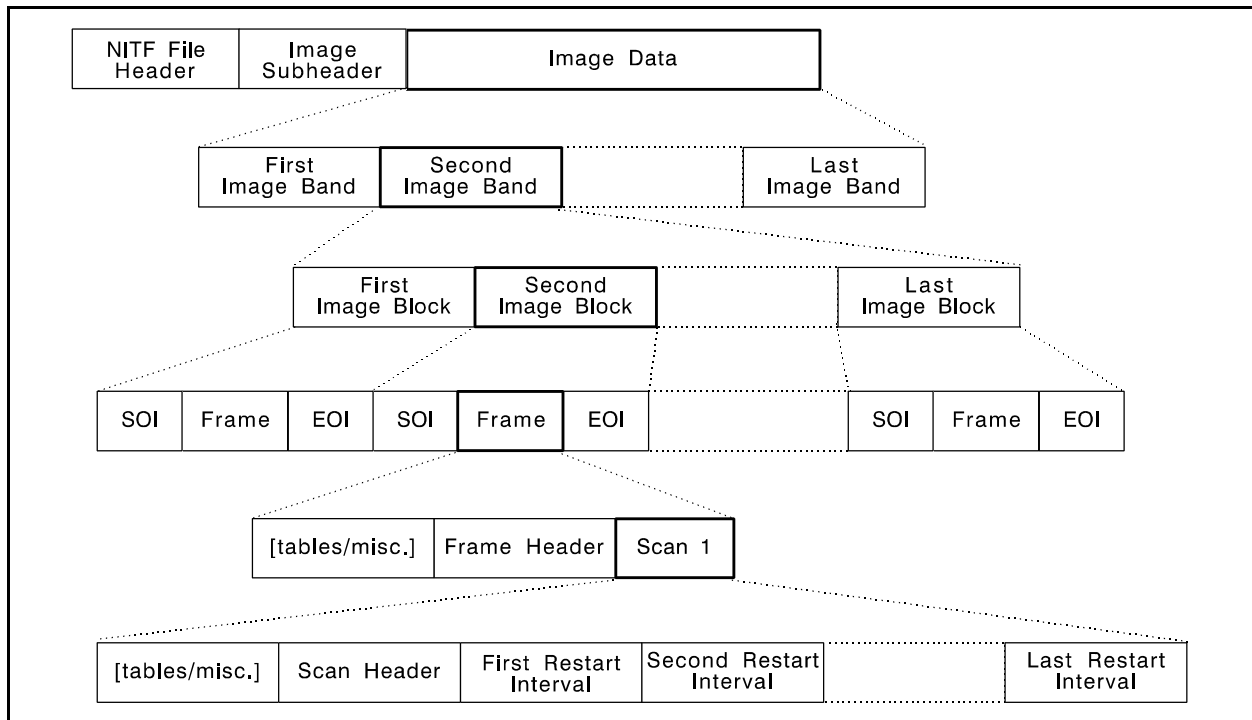 NITF File Header
Image Subheader
Image Data
First Image Band
Second Image Band
Last Image Band
First Image Block
Second Image Block
Last Image Block
SOI Frame EOI SOI Frame EOI SOI Frame EOI
[tables/misc.] Frame Header Scan 1
[tables/misc.]
Scan Header
First Restart Interval
Second Restart Interval
Last Restart Interval